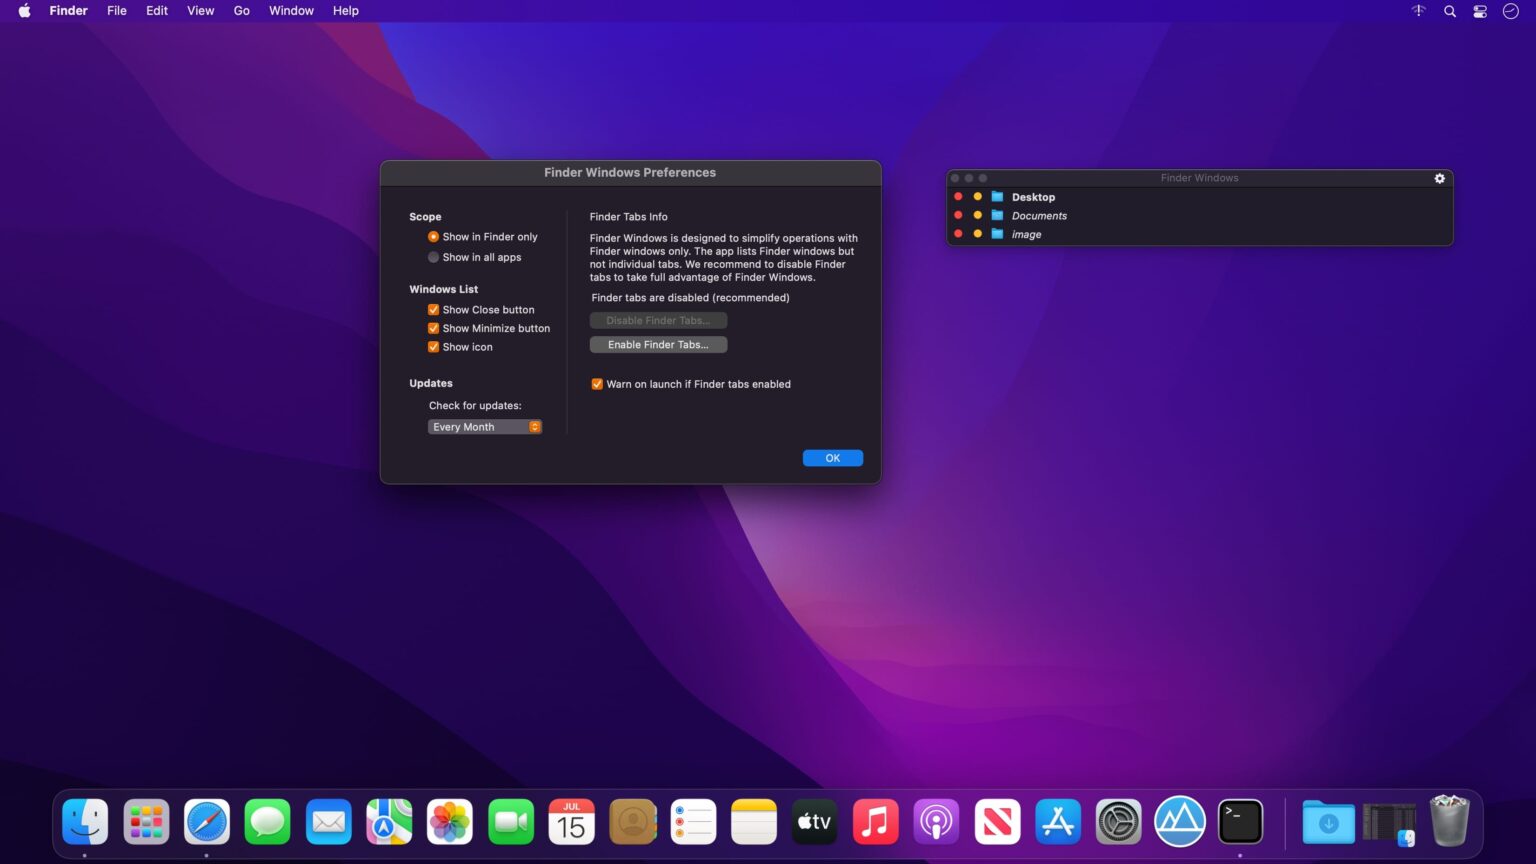 Finder File Edit View Go Window Help
Finder Windows Preferences
Scope
Show in Finder only
Show in all apps
Windows List
Show Close button
Show Minimize button
Show icon
Updates
Check for updates:
Every Month
Finder Tabs Info
Finder Windows is designed to simplify operations with
Finder windows only. The app lists Finder windows but
not individual tabs. We recommend to disable Finder
tabs to take full advantage of Finder Windows.
Finder tabs are disabled (recommended)
Disable Finder Tabs...
Enable Finder Tabs...
Warn on launch if Finder tabs enabled
OK
Finder Windows
Desktop
Documents
image
JUL
15
tv
>_